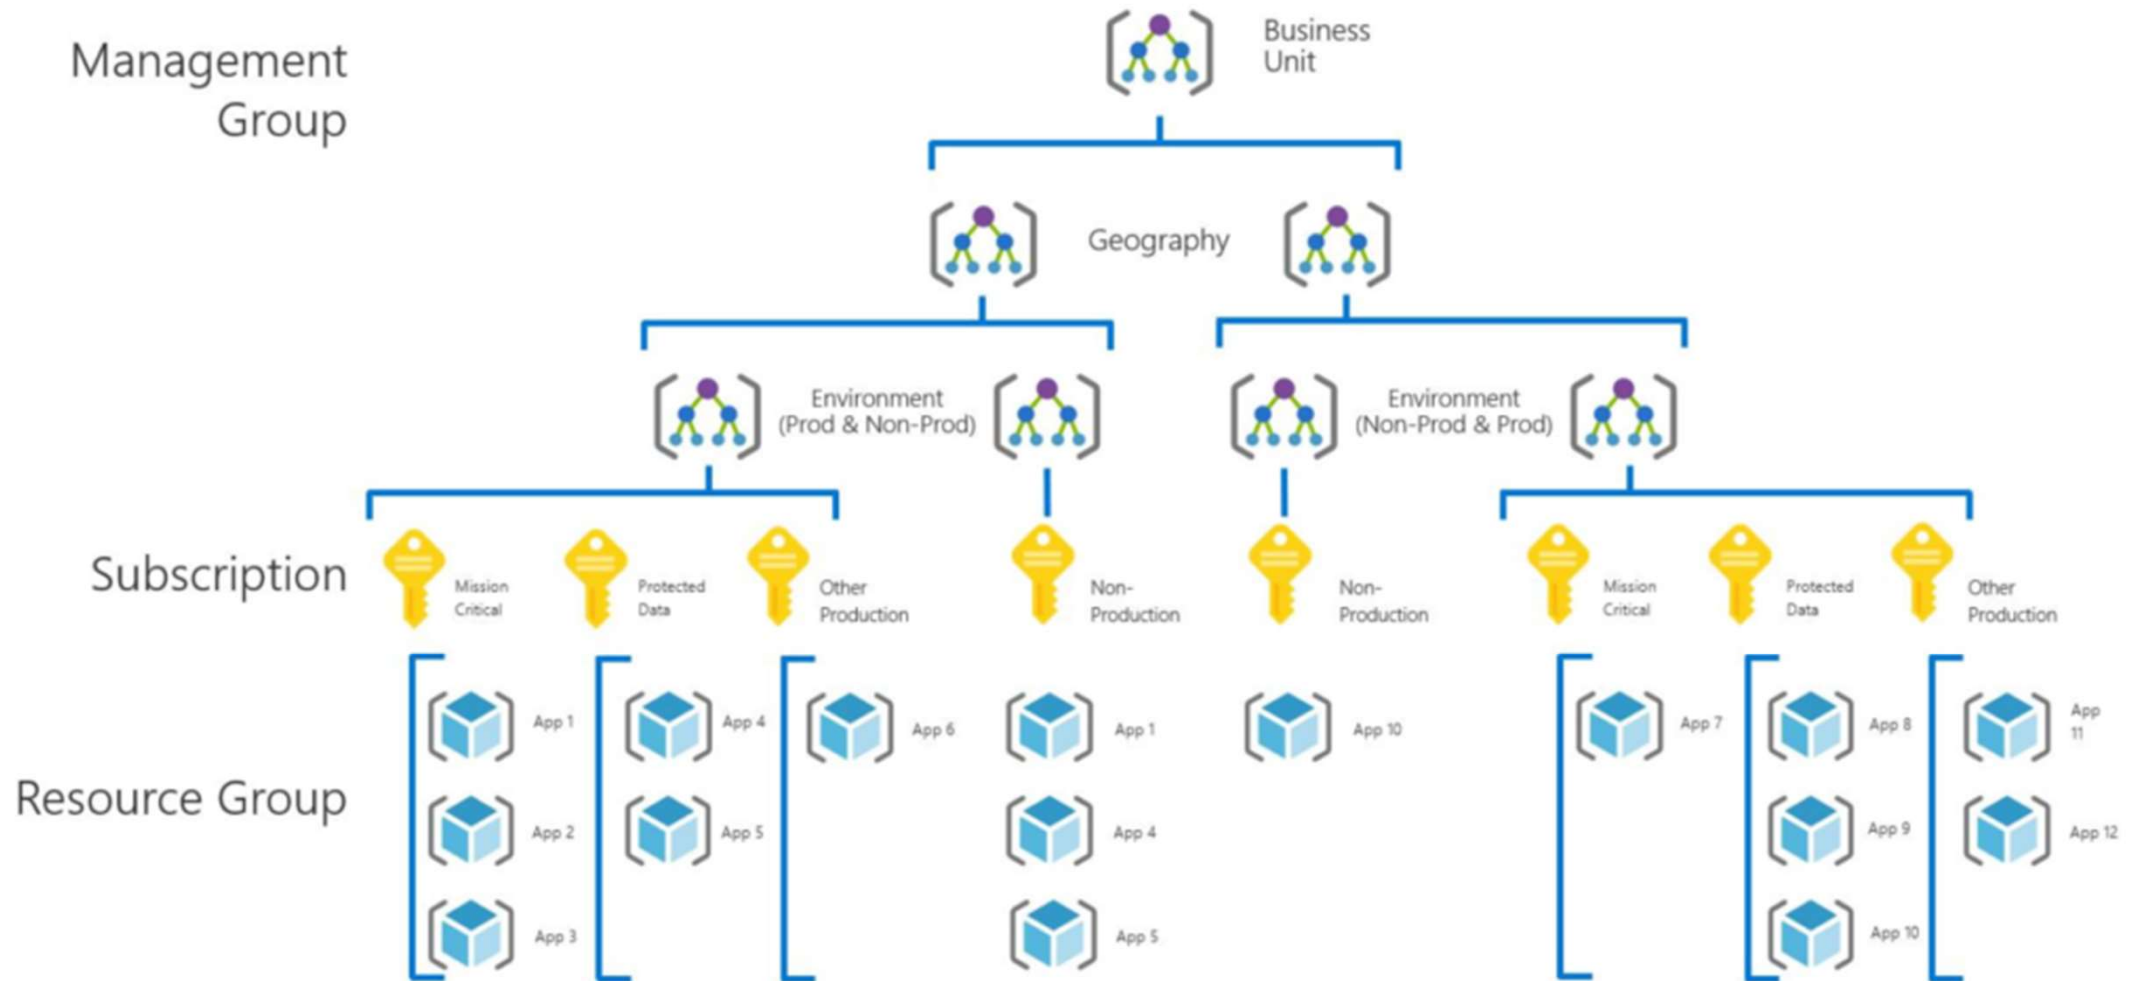 Management
Group
Business
Unit
Geography
Environment
(Prod & Non-Prod)
Environment
(Non-Prod & Prod)
Subscription
Mission
Critical
Protected
Data
Other
Production
Non-
Production
Non-
Production
Mission
Critical
Protected
Data
Other
Production
Resource Group
App 1
App 4
App 6
App 1
App 10
App 7
App 8
App
11
App 2
App 5
App 4
App 9
App 12
App 3
App 5
App 10